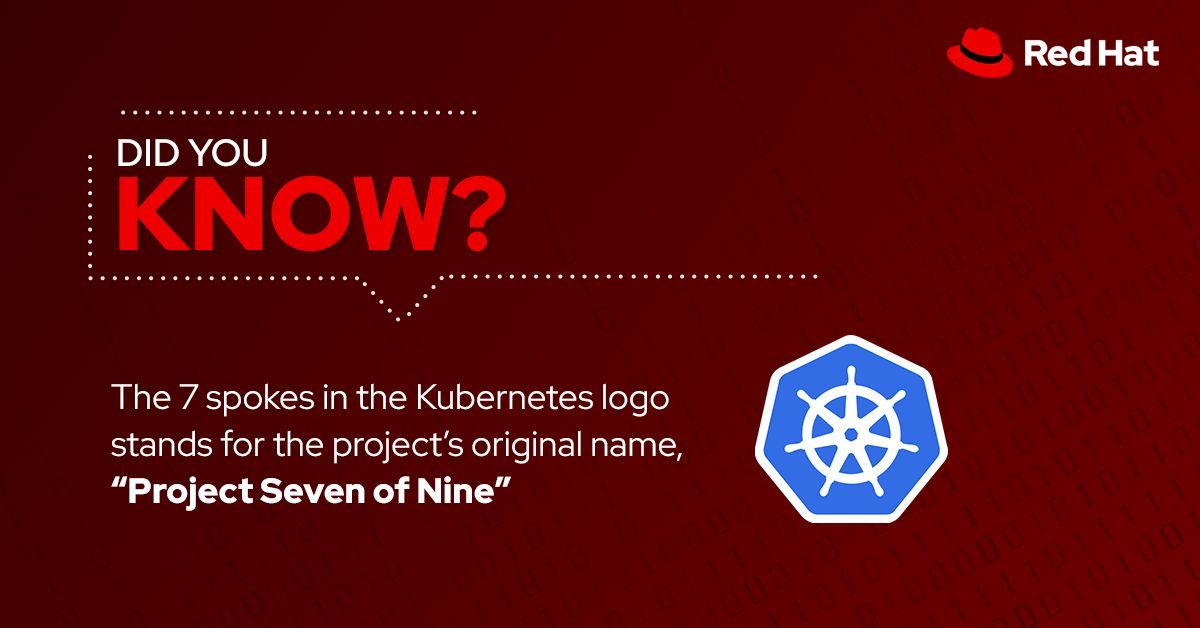 Red Hat
DID YOU
KNOW?
The 7 spokes in the Kubernetes logo
stands for the project’s original name,
“Project Seven of Nine”